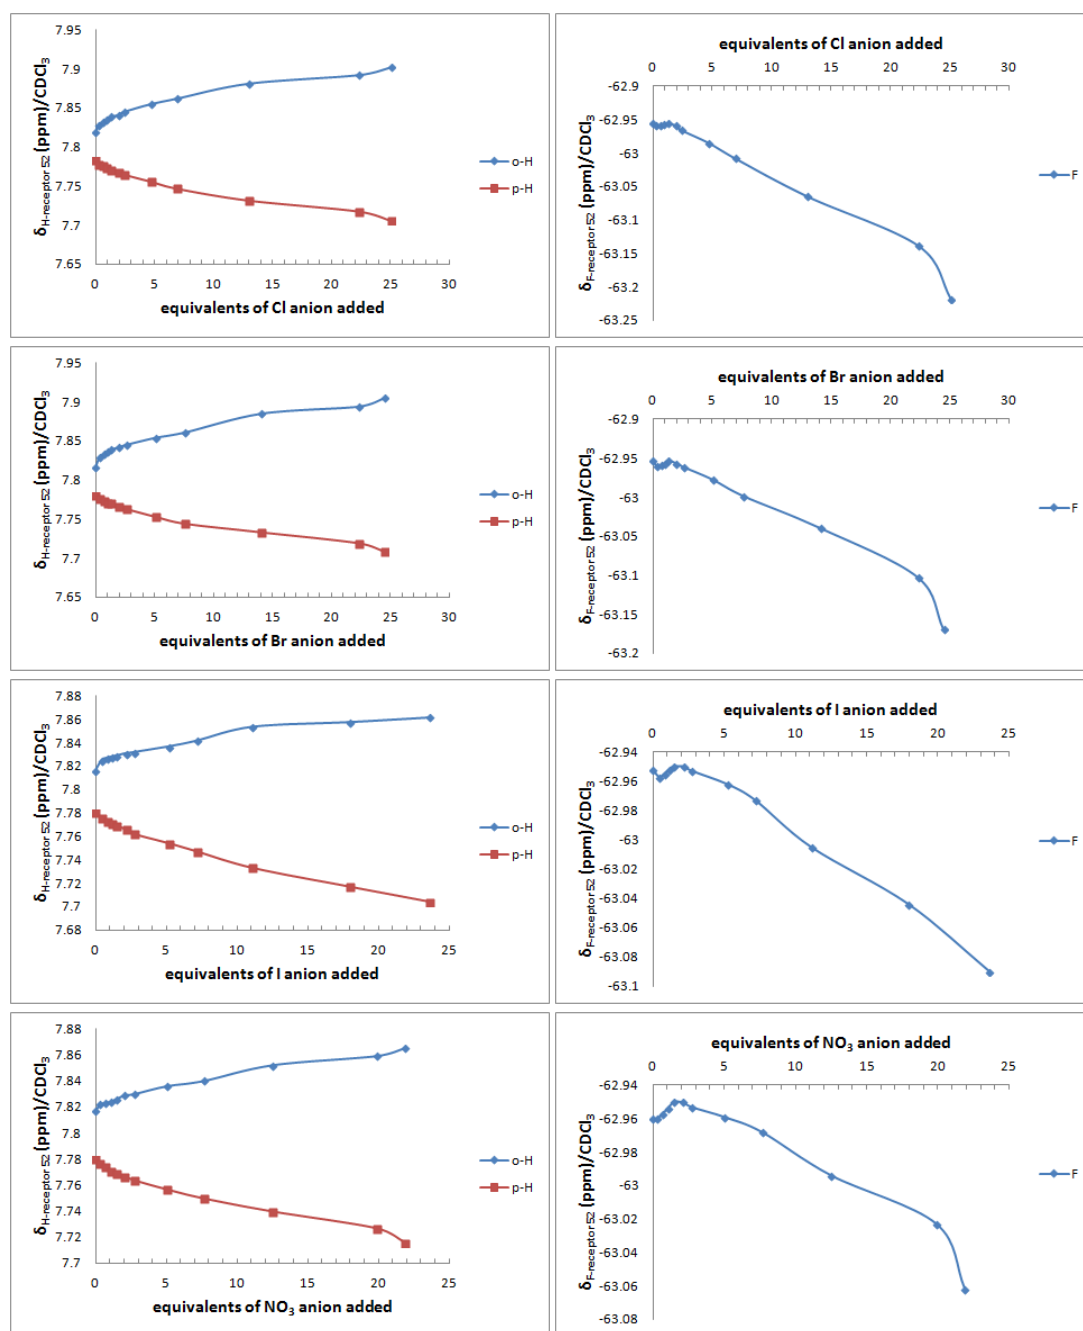 7.95
7.9
7.85
7.8
7.75
7.7
7.65
0 5 10 15 20 25 30
δH-receptor 52 (ppm)/CDCl3
equivalents of Cl anion added
o-H
p-H
equivalents of Cl anion added
0 5 10 15 20 25 30
-62.9
-62.95
-63
-63.05
-63.1
-63.15
-63.2
-63.25
δF-receptor 52 (ppm)/CDCl3
F
7.95
7.9
7.85
7.8
7.75
7.7
7.65
0 5 10 15 20 25 30
δH-receptor 52 (ppm)/CDCl3
equivalents of Br anion added
o-H
p-H
equivalents of Br anion added
0 5 10 15 20 25 30
-62.9
-62.95
-63
-63.05
-63.1
-63.15
-63.2
δF-receptor 52 (ppm)/CDCl3
F
7.88
7.86
7.84
7.82
7.8
7.78
7.76
7.74
7.72
7.7
7.68
0 5 10 15 20 25
δH-receptor 52 (ppm)/CDCl3
equivalents of I anion added
o-H
p-H
equivalents of I anion added
0 5 10 15 20 25
-62.94
-62.96
-62.98
-63
-63.02
-63.04
-63.06
-63.08
-63.1
δF-receptor 52 (ppm)/CDCl3
F
7.88
7.86
7.84
7.82
7.8
7.78
7.76
7.74
7.72
7.7
0 5 10 15 20 25
δH-receptor 52 (ppm)/CDCl3
equivalents of NO3 anion added
o-H
p-H
equivalents of NO3 anion added
0 5 10 15 20 25
-62.94
-62.96
-62.98
-63
-63.02
-63.04
-63.06
-63.08
δF-receptor 52 (ppm)/CDCl3
F